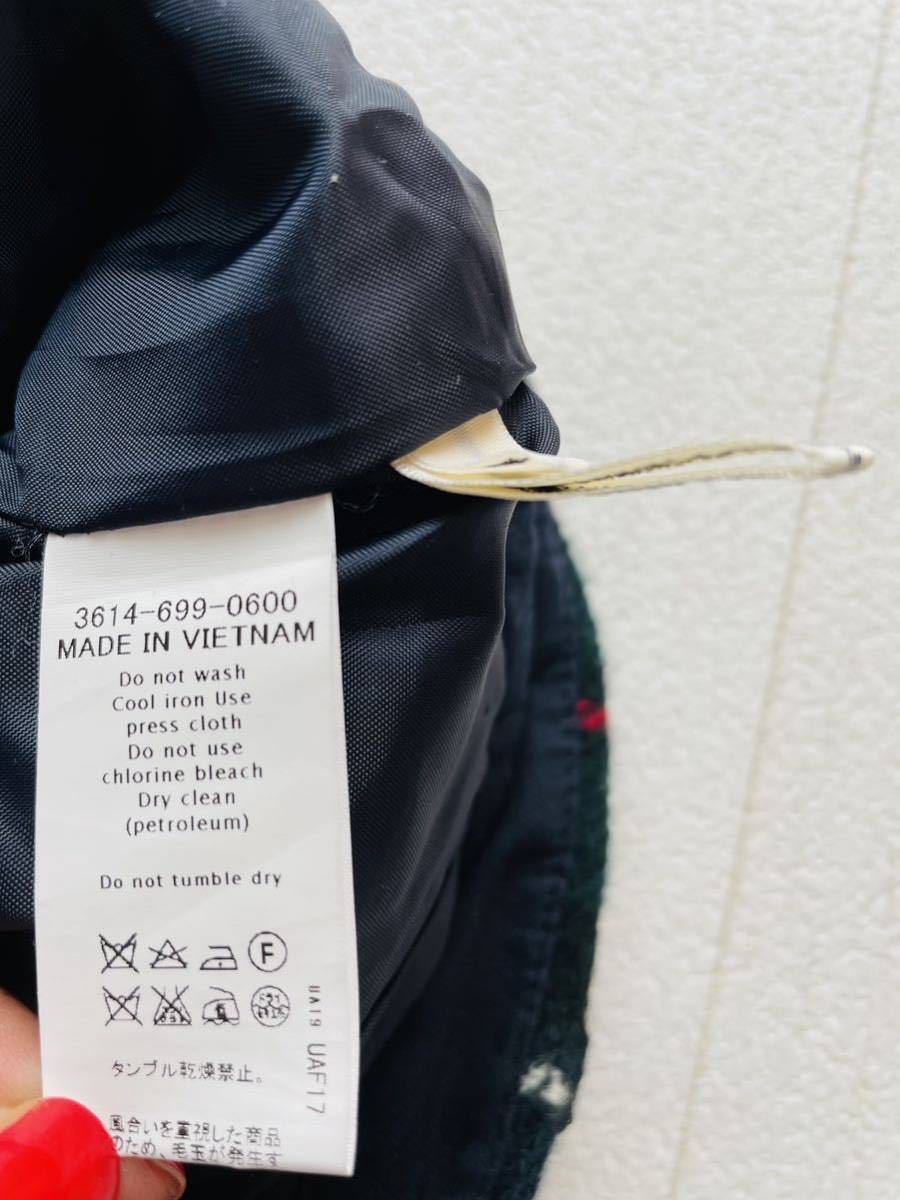 3614-699-0600
MADE IN VIETNAM
Do not wash
Cool iron Use
press cloth
Do not use
chlorine bleach
Dry clean
(petroleum)
Do not tumble dry
F
タンブル乾燥禁止。
風合いを重視した商品
のため、毛玉が発生す
UA19 UAF17